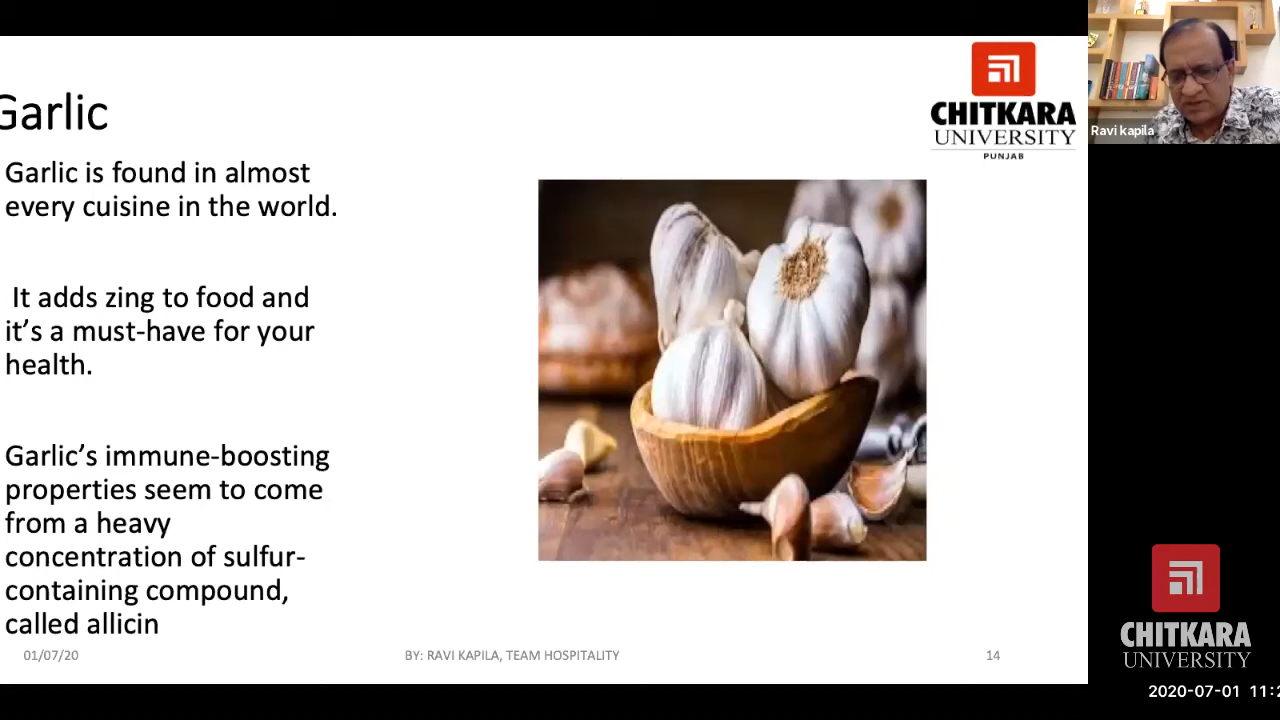 Garlic
Garlic is found in almost
every cuisine in the world.
It adds zing to food and
it’s a must-have for your
health.
Garlic’s immune-boosting
properties seem to come
from a heavy
concentration of sulfur-
containing compound,
called allicin
01/07/20
BY: RAVI KAPILA, TEAM HOSPITALITY
14
CHITKARA
UNIVERSITY
PUNJAB
Ravi kapila
CHITKARA
UNIVERSITY
2020-07-01 11:2